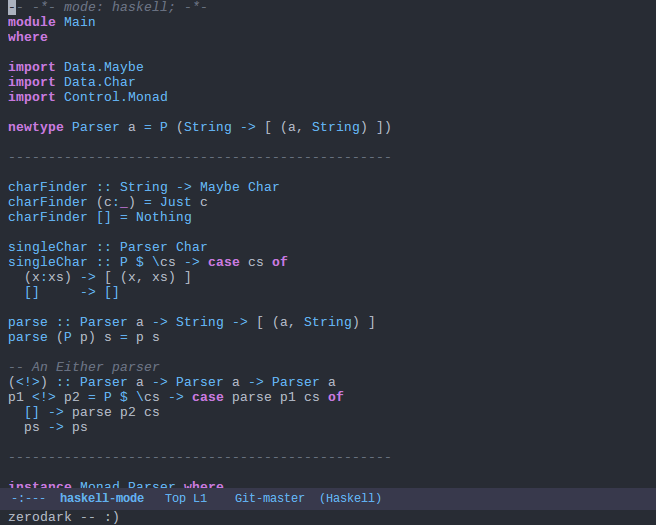 -- -*- mode: haskell; -*-
module Main
where
import Data.Maybe
import Data.Char
import Control.Monad
newtype Parser a = P (String -> [ (a, String) ])
------------------------------------------------
charFinder :: String -> Maybe Char
charFinder (c:_) = Just c
charFinder [] = Nothing
singleChar :: Parser Char
singleChar :: P $ \cs -> case cs of
  (x:xs) -> [ (x, xs) ]
  []     -> []
parse :: Parser a -> String -> [ (a, String) ]
parse (P p) s = p s
-- An Either parser
(<!>) :: Parser a -> Parser a -> Parser a
p1 <!> p2 = P $ \cs -> case parse p1 cs of
  [] -> parse p2 cs
  ps -> ps
------------------------------------------------
instance Monad Parser where
-:--- haskell-mode Top L1 Git-master (Haskell)
zerodark -- :)